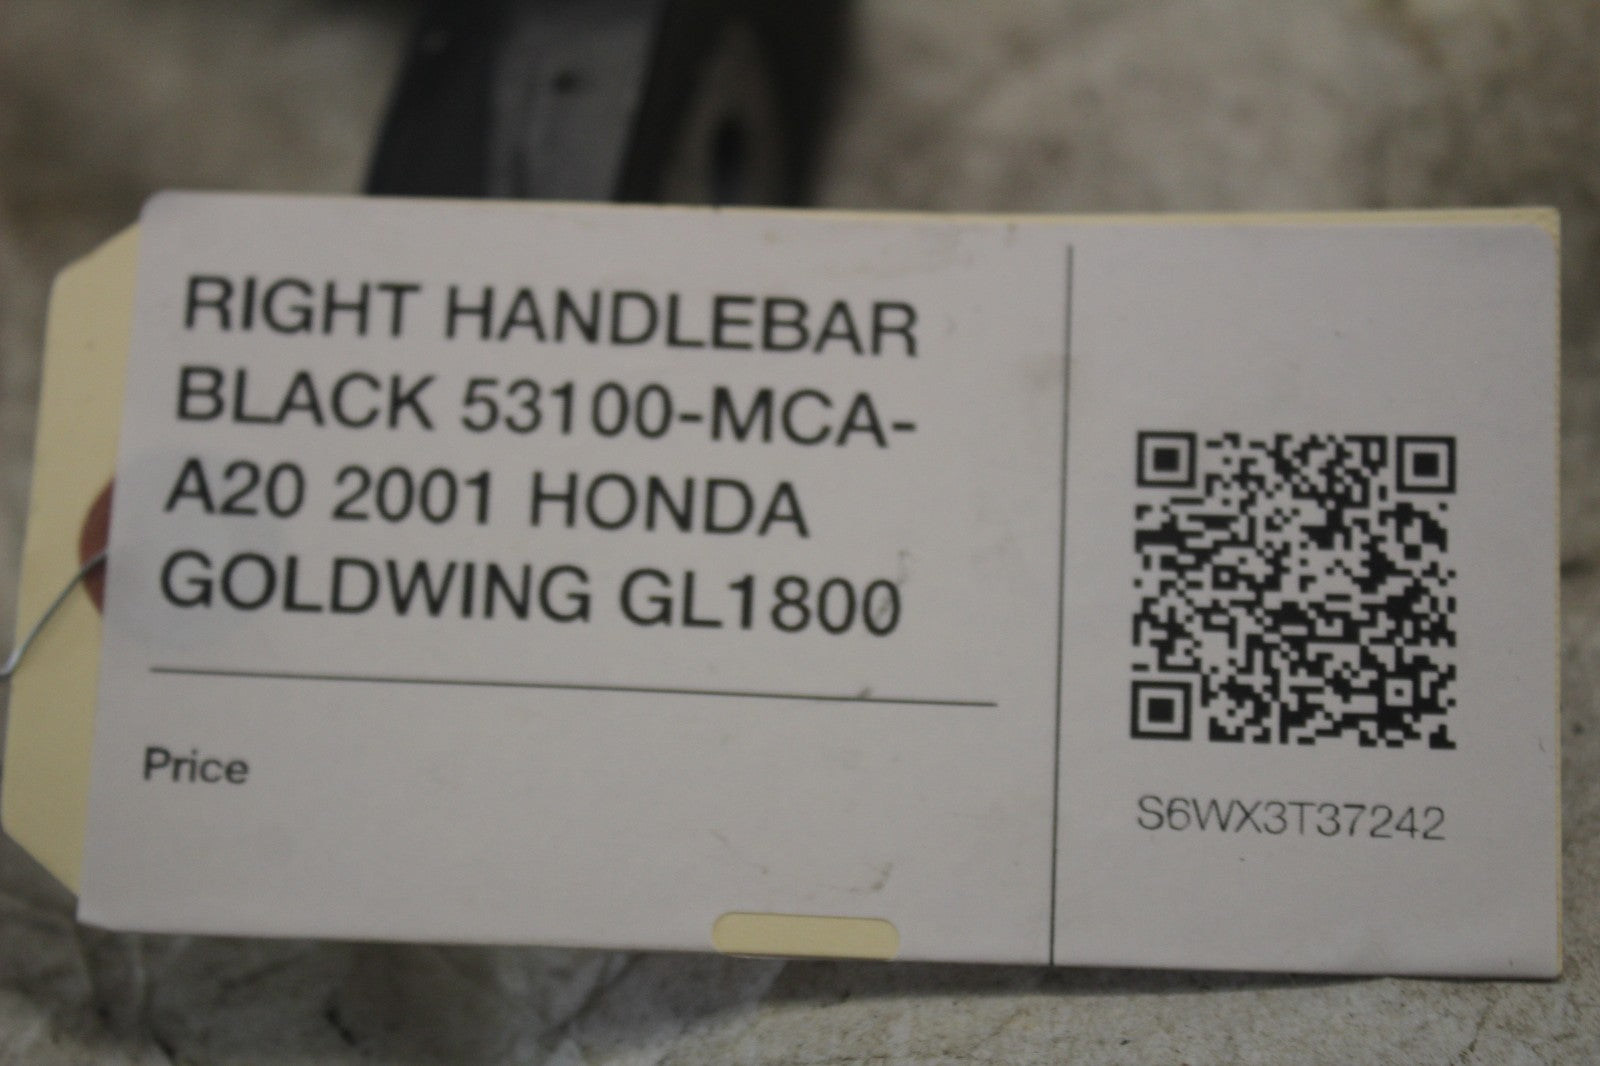 RIGHT HANDLEBAR
BLACK 53100-MCA-
A20 2001 HONDA
GOLDWING GL1800
Price
S6WX3T37242